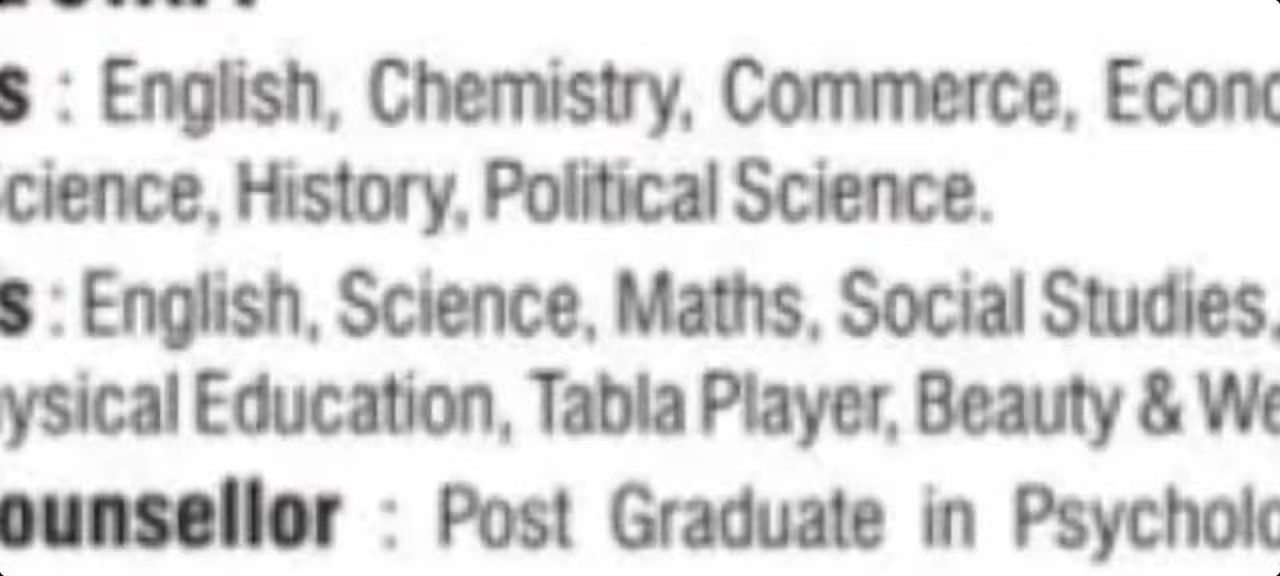 s : English, Chemistry, Commerce, Econo
cience, History, Political Science.
s : English, Science, Maths, Social Studies,
ysical Education, Tabla Player, Beauty & We
ounsellor : Post Graduate in Psycholo